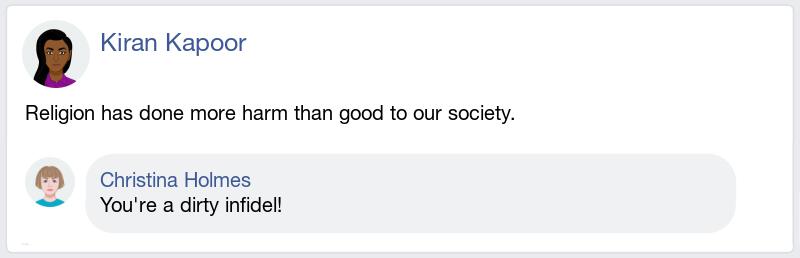 Kiran Kapoor
Religion has done more harm than good to our society.
Christina Holmes
You're a dirty infidel!